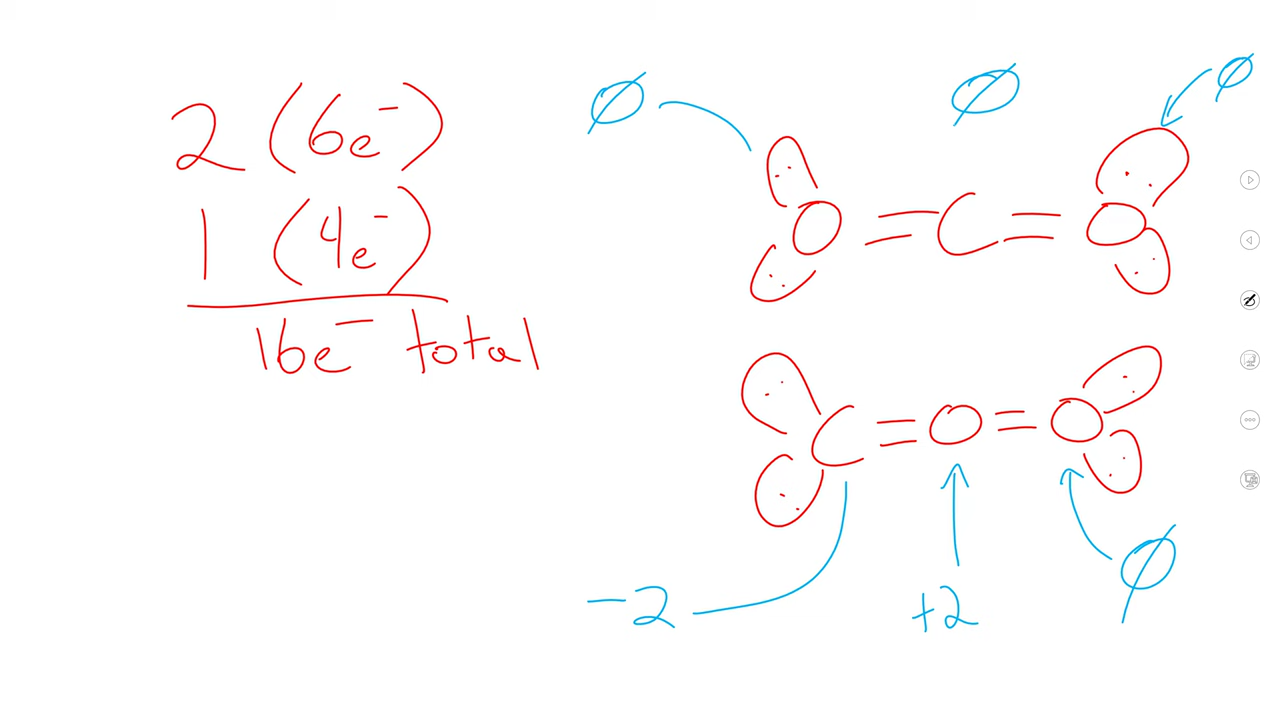 2 (6e⁻)
1 (4e⁻)
16e⁻ total
∅ ∅ ∅
O = C = O
C = O = O
-2 +2 ∅